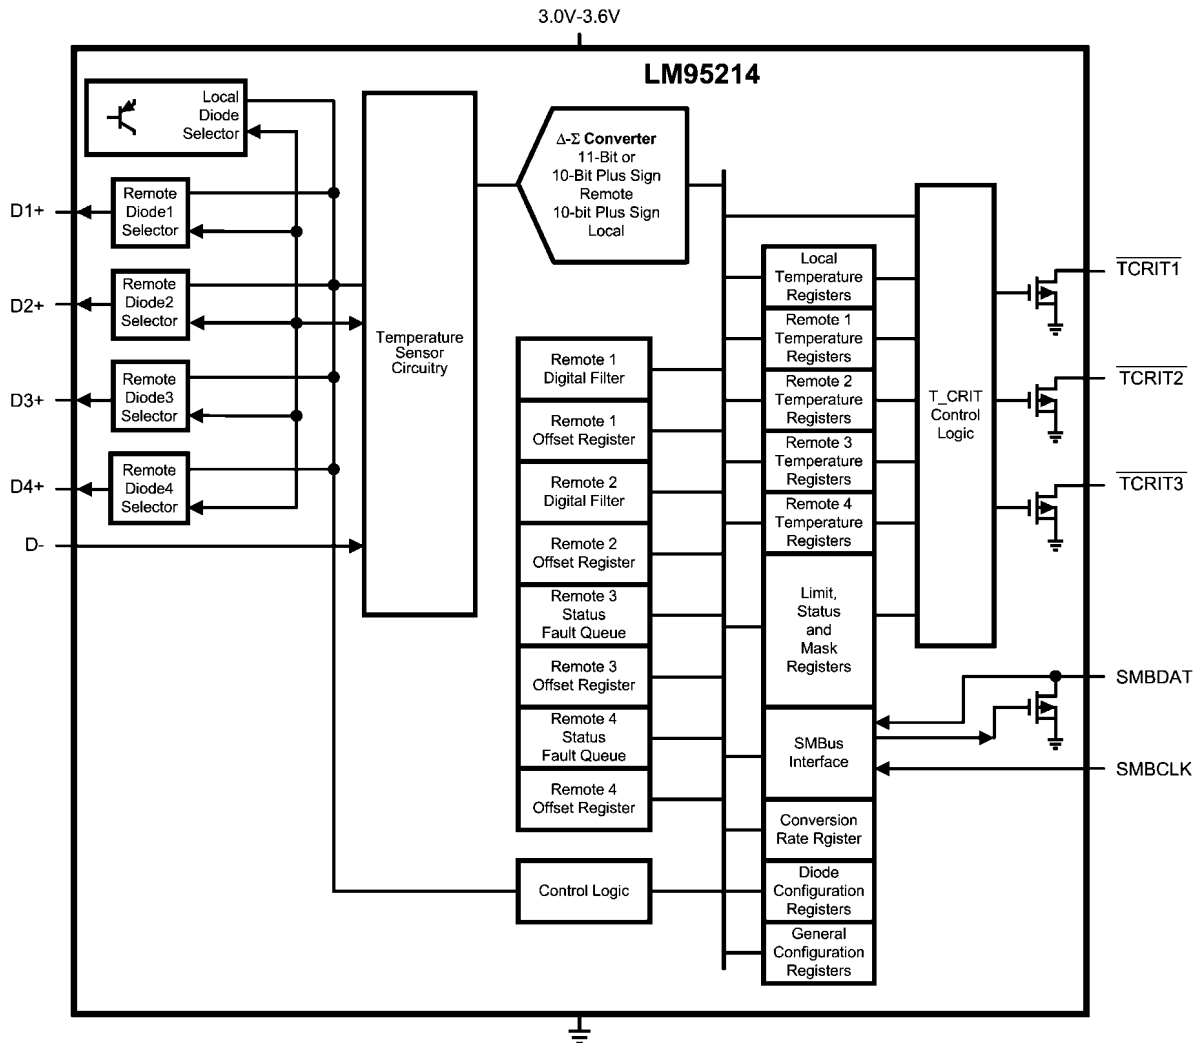 3.0V-3.6V
LM95214
Local
Diode
Selector
Remote
Diode1
Selector
Remote
Diode2
Selector
Remote
Diode3
Selector
Remote
Diode4
Selector
D1+
D2+
D3+
D4+
D-
Temperature
Sensor
Circuitry
Δ-Σ Converter
11-Bit or
10-Bit Plus Sign
Remote
10-bit Plus Sign
Local
Remote 1
Digital Filter
Remote 1
Offset Register
Remote 2
Digital Filter
Remote 2
Offset Register
Remote 3
Status
Fault Queue
Remote 3
Offset Register
Remote 4
Status
Fault Queue
Remote 4
Offset Register
Control Logic
Local
Temperature
Registers
Remote 1
Temperature
Registers
Remote 2
Temperature
Registers
Remote 3
Temperature
Registers
Remote 4
Temperature
Registers
Limit,
Status
and
Mask
Registers
SMBus
Interface
Conversion
Rate Rgister
Diode
Configuration
Registers
General
Configuration
Registers
T_CRIT
Control
Logic
TCRIT1
TCRIT2
TCRIT3
SMBDAT
SMBCLK